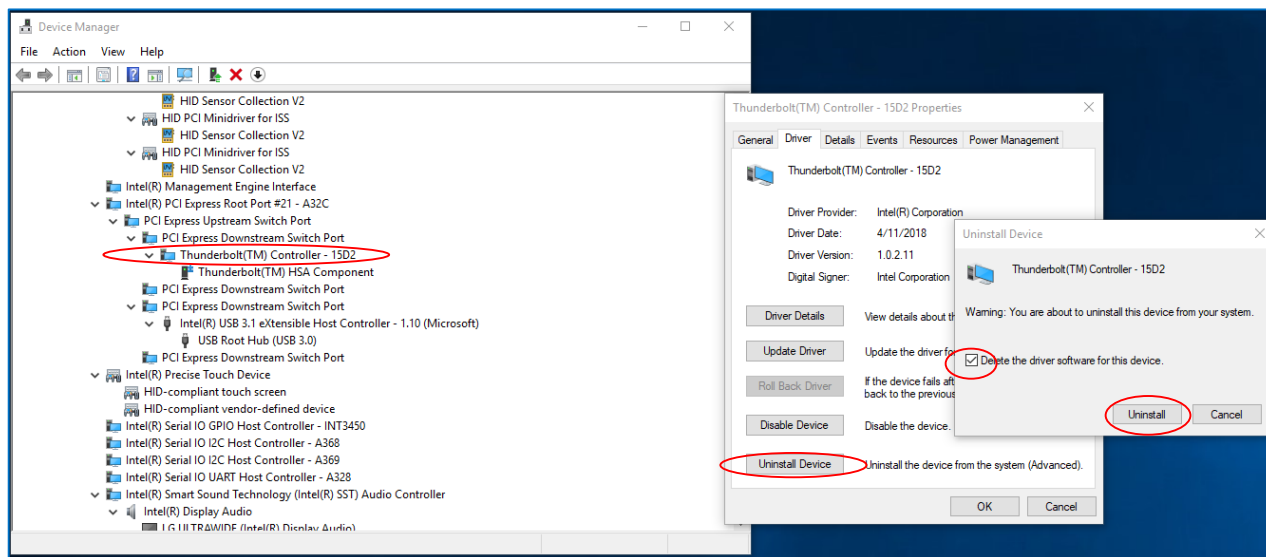 Device Manager
File Action View Help
HID Sensor Collection V2
HID PCI Minidriver for ISS
HID Sensor Collection V2
HID PCI Minidriver for ISS
HID Sensor Collection V2
Intel(R) Management Engine Interface
Intel(R) PCI Express Root Port #21 - A32C
PCI Express Upstream Switch Port
PCI Express Downstream Switch Port
Thunderbolt(TM) Controller - 15D2
Thunderbolt(TM) HSA Component
PCI Express Downstream Switch Port
PCI Express Downstream Switch Port
Intel(R) USB 3.1 eXtensible Host Controller - 1.10 (Microsoft)
USB Root Hub (USB 3.0)
PCI Express Downstream Switch Port
Intel(R) Precise Touch Device
HID-compliant touch screen
HID-compliant vendor-defined device
Intel(R) Serial IO GPIO Host Controller - INT3450
Intel(R) Serial IO I2C Host Controller - A368
Intel(R) Serial IO I2C Host Controller - A369
Intel(R) Serial IO UART Host Controller - A328
Intel(R) Smart Sound Technology (Intel(R) SST) Audio Controller
Intel(R) Display Audio
LG ULTRAWIDE (Intel(R) Display Audio)
Thunderbolt(TM) Controller - 15D2 Properties
General Driver Details Events Resources Power Management
Thunderbolt(TM) Controller - 15D2
Driver Provider: Intel(R) Corporation
Driver Date: 4/11/2018
Driver Version: 1.0.2.11
Digital Signer: Intel Corporation
Driver Details View details about th
Update Driver Update the driver fo
Roll Back Driver If the device fails aft
back to the previous
Disable Device Disable the device.
Uninstall Device Uninstall the device from the system (Advanced).
OK Cancel
Uninstall Device
Thunderbolt(TM) Controller - 15D2
Warning: You are about to uninstall this device from your system.
Delete the driver software for this device.
Uninstall Cancel